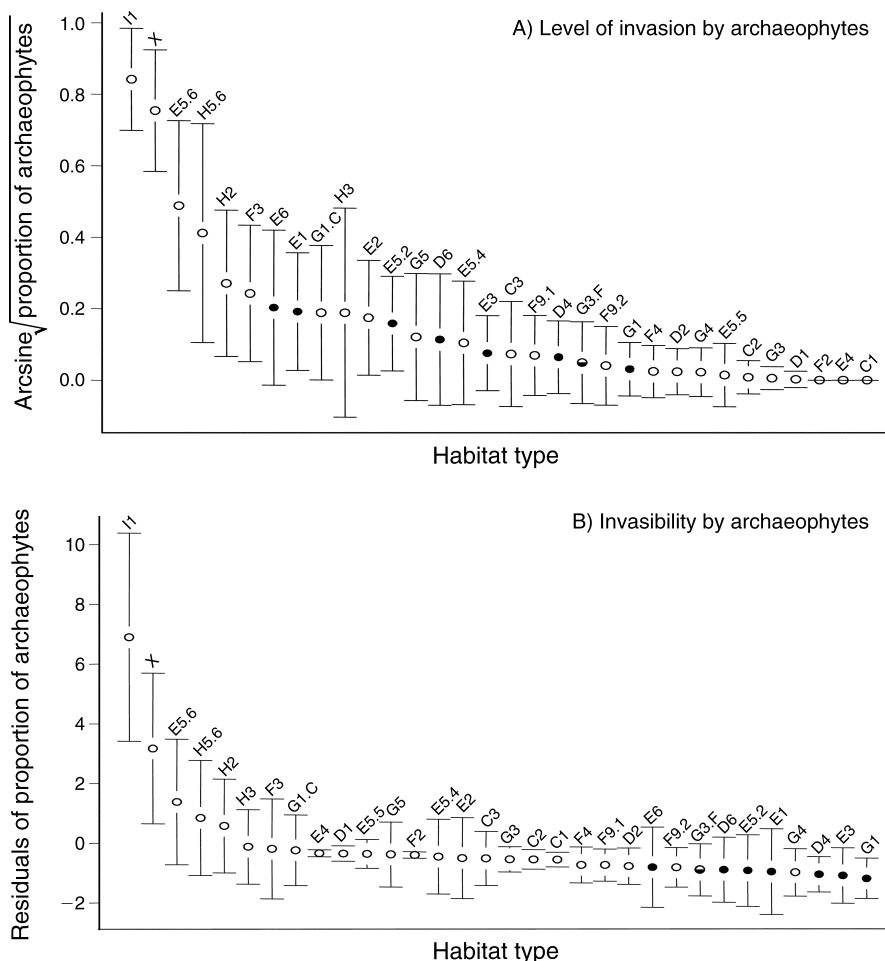 A) Level of invasion by archaeophytes
Arcsine√proportion of archaeophytes
1.0
0.8
0.6
0.4
0.2
0.0
I1
X
E5.6
H5.6
H2
F3
E6
E1
G1.C
H3
E2
E5.2
G5
D6
E5.4
E3
C3
F9.1
D4
G3.F
F9.2
G1
F4
D2
G4
E5.5
C2
G3
D1
F2
E4
C1
Habitat type
B) Invasibility by archaeophytes
Residuals of proportion of archaeophytes
10
8
6
4
2
0
−2
I1
X
E5.6
H5.6
H2
H3
F3
G1.C
E4
D1
E5.5
G5
F2
E5.4
E2
C3
G3
C2
C1
F4
F9.1
D2
E6
F9.2
G3.F
D6
E5.2
E1
G4
D4
E3
G1
Habitat type